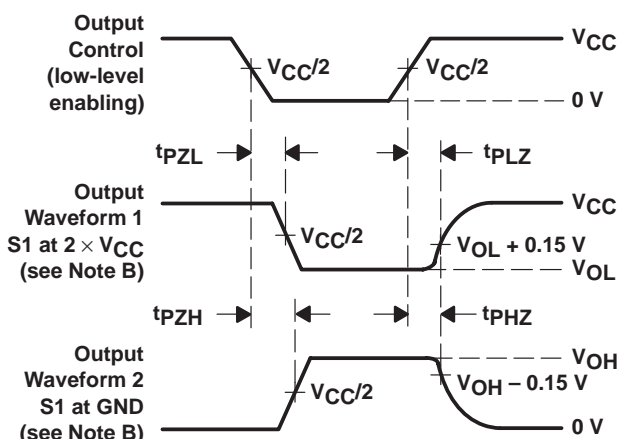 Output
Control
(low-level
enabling)
VCC/2
VCC/2
VCC
0 V
tPZL
tPLZ
Output
Waveform 1
S1 at 2 × VCC
(see Note B)
VCC/2
VCC
VOL + 0.15 V
VOL
tPZH
tPHZ
Output
Waveform 2
S1 at GND
(see Note B)
VCC/2
VOH
VOH – 0.15 V
0 V